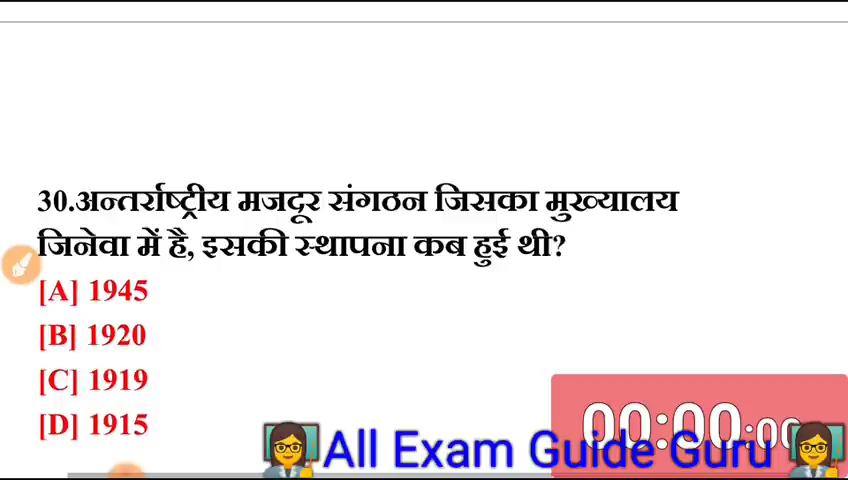 30.अन्तर्राष्ट्रीय मजदूर संगठन जिसका मुख्यालय
जिनेवा में है, इसकी स्थापना कब हुई थी?
[A] 1945
[B] 1920
[C] 1919
[D] 1915
00:00:00
All Exam Guide Guru